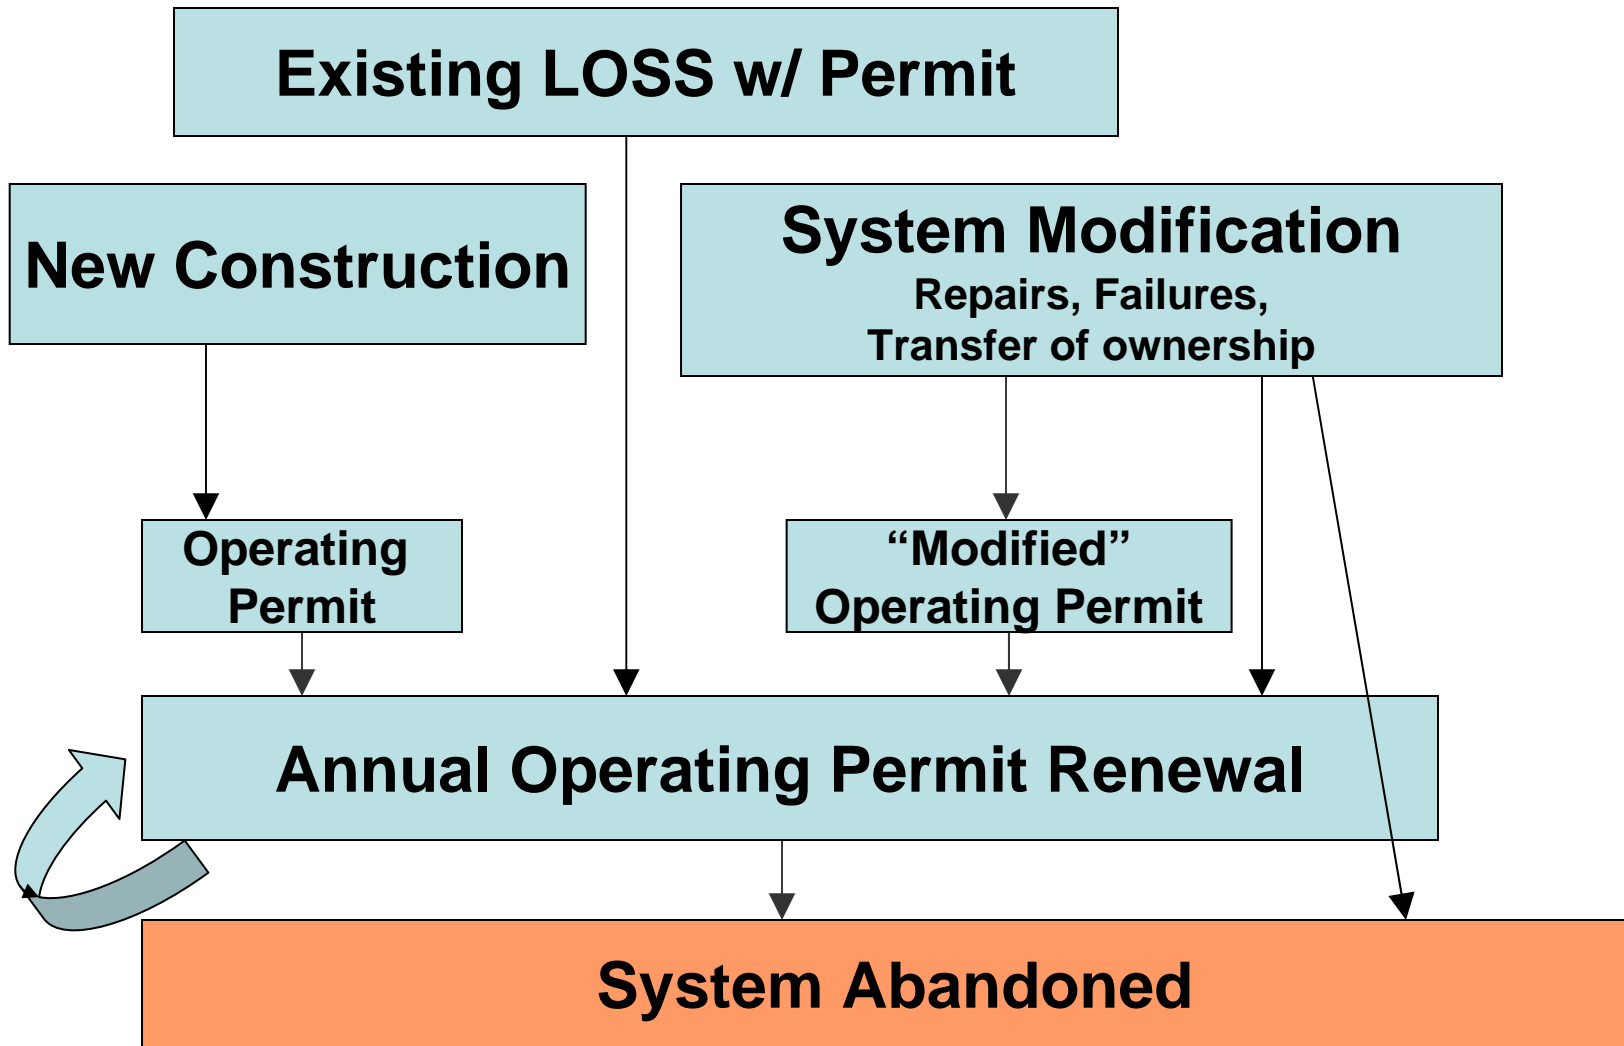 Existing LOSS w/ Permit
New Construction
System Modification
Repairs, Failures,
Transfer of ownership
Operating
Permit
“Modified”
Operating Permit
Annual Operating Permit Renewal
System Abandoned